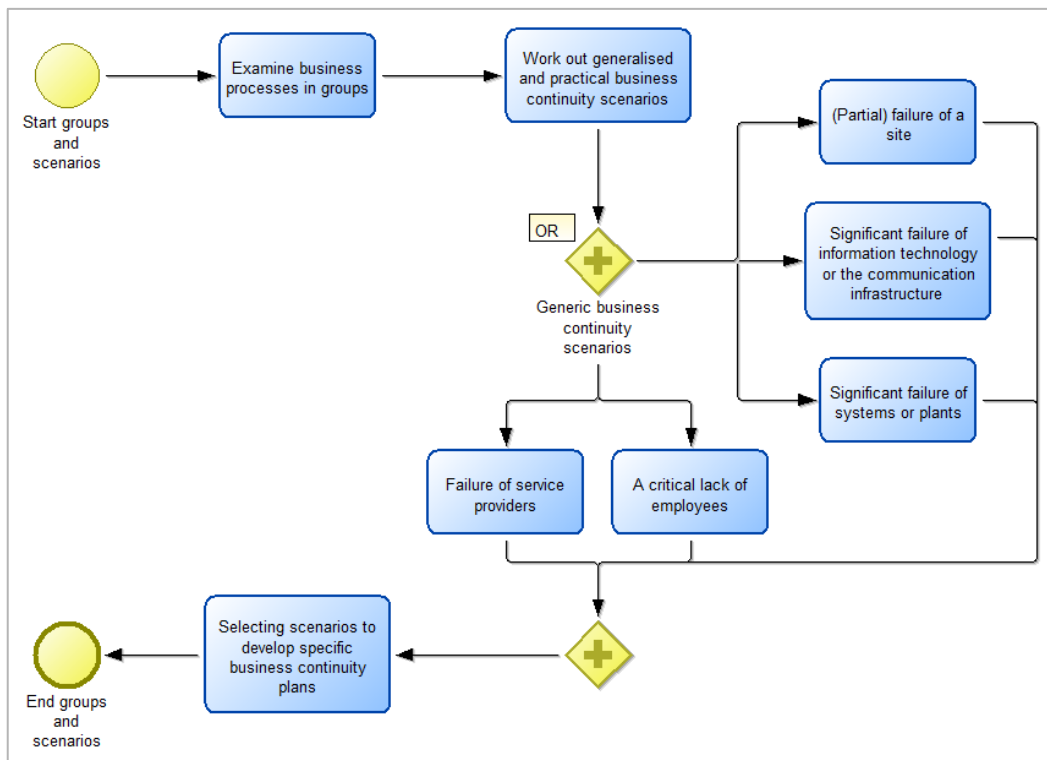 Start groups
and
scenarios
Examine business
processes in groups
Work out generalised
and practical business
continuity scenarios
(Partial) failure of a
site
OR
Generic business
continuity
scenarios
Significant failure of
information technology
or the communication
infrastructure
Significant failure of
systems or plants
Failure of service
providers
A critical lack of
employees
Selecting scenarios to
develop specific
business continuity
plans
End groups
and
scenarios